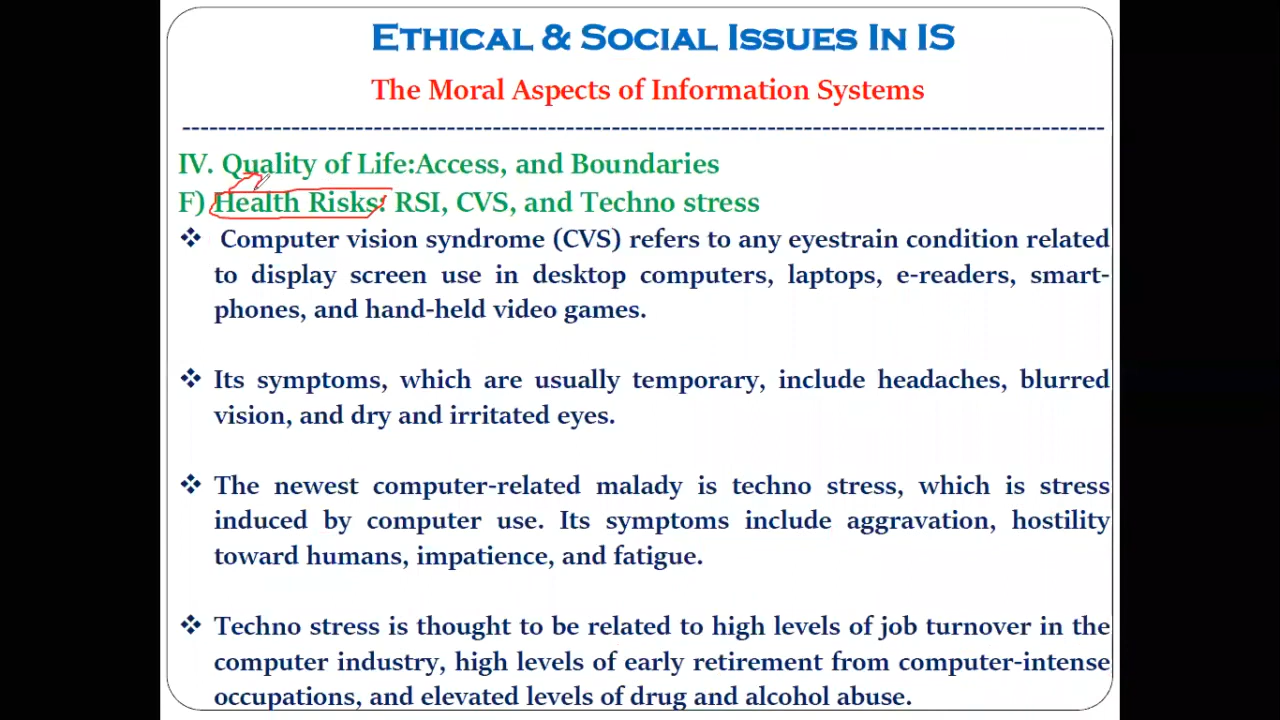 ETHICAL & SOCIAL ISSUES IN IS
The Moral Aspects of Information Systems
IV. Quality of Life:Access, and Boundaries
F) Health Risks: RSI, CVS, and Techno stress
❖ Computer vision syndrome (CVS) refers to any eyestrain condition related
to display screen use in desktop computers, laptops, e-readers, smart-
phones, and hand-held video games.
❖ Its symptoms, which are usually temporary, include headaches, blurred
vision, and dry and irritated eyes.
❖ The newest computer-related malady is techno stress, which is stress
induced by computer use. Its symptoms include aggravation, hostility
toward humans, impatience, and fatigue.
❖ Techno stress is thought to be related to high levels of job turnover in the
computer industry, high levels of early retirement from computer-intense
occupations, and elevated levels of drug and alcohol abuse.